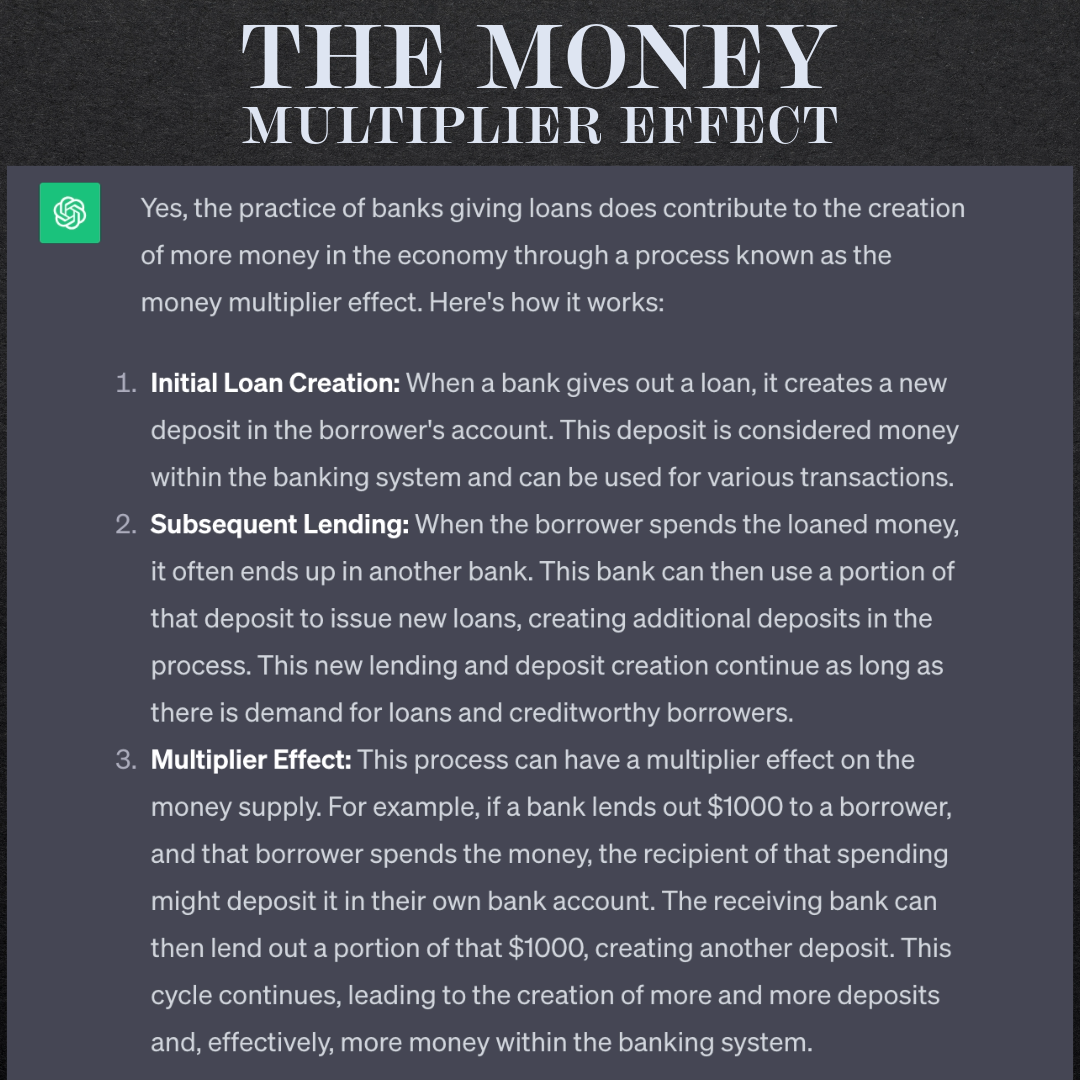 THE MONEY
MULTIPLIER EFFECT
Yes, the practice of banks giving loans does contribute to the creation
of more money in the economy through a process known as the
money multiplier effect. Here's how it works:
1. Initial Loan Creation: When a bank gives out a loan, it creates a new
deposit in the borrower's account. This deposit is considered money
within the banking system and can be used for various transactions.
2. Subsequent Lending: When the borrower spends the loaned money,
it often ends up in another bank. This bank can then use a portion of
that deposit to issue new loans, creating additional deposits in the
process. This new lending and deposit creation continue as long as
there is demand for loans and creditworthy borrowers.
3. Multiplier Effect: This process can have a multiplier effect on the
money supply. For example, if a bank lends out $1000 to a borrower,
and that borrower spends the money, the recipient of that spending
might deposit it in their own bank account. The receiving bank can
then lend out a portion of that $1000, creating another deposit. This
cycle continues, leading to the creation of more and more deposits
and, effectively, more money within the banking system.